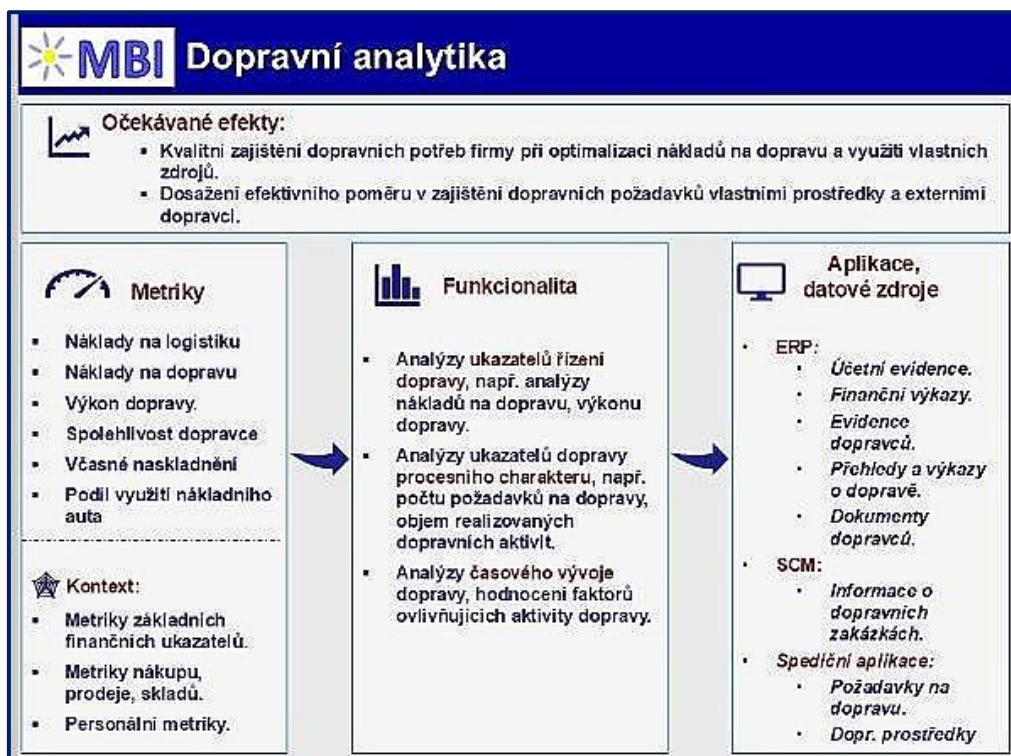 MBI Dopravní analytika
Očekávané efekty:
▪ Kvalitní zajištění dopravních potřeb firmy při optimalizaci nákladů na dopravu a využití vlastních
zdrojů.
▪ Dosažení efektivního poměru v zajištění dopravních požadavků vlastními prostředky a externími
dopravci.
Metriky
▪ Náklady na logistiku
▪ Náklady na dopravu
▪ Výkon dopravy.
▪ Spolehlivost dopravce
▪ Včasné naskladnění
▪ Podíl využití nákladního
auta
Kontext:
▪ Metriky základních
finančních ukazatelů.
▪ Metriky nákupu,
prodeje, skladů.
▪ Personální metriky.
Funkcionalita
▪ Analýzy ukazatelů řízení
dopravy, např. analýzy
nákladů na dopravu, výkonu
dopravy.
▪ Analýzy ukazatelů dopravy
procesního charakteru, např.
počtu požadavků na dopravy,
objem realizovaných
dopravních aktivit.
▪ Analýzy časového vývoje
dopravy, hodnocení faktorů
ovlivňujících aktivity dopravy.
Aplikace,
datové zdroje
• ERP:
• Účetní evidence.
• Finanční výkazy.
• Evidence
dopravců.
• Přehledy a výkazy
o dopravě.
• Dokumenty
dopravců.
• SCM:
• Informace o
dopravních
zakázkách.
• Spediční aplikace:
• Požadavky na
dopravu.
• Dopr. prostředky